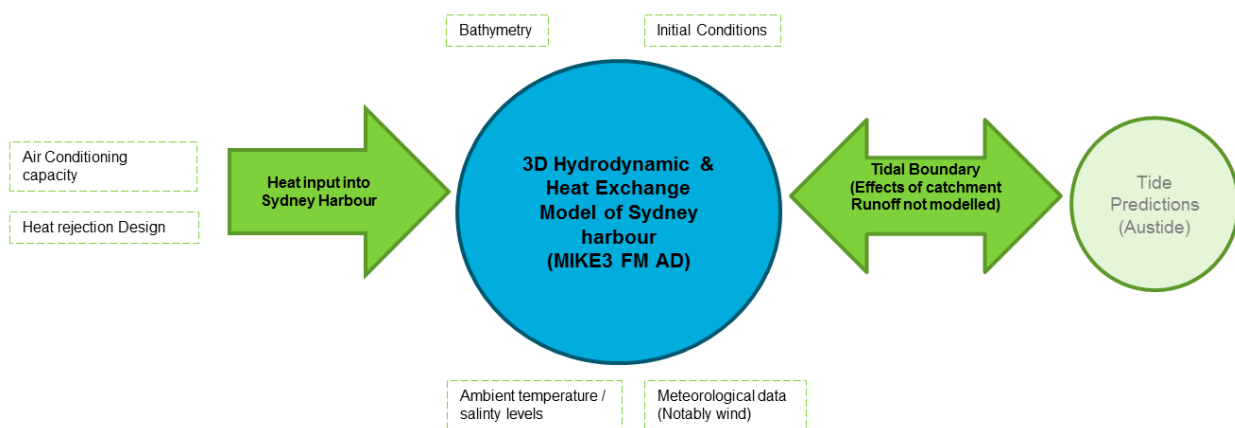 Bathymetry
Initial Conditions
Air Conditioning
capacity
Heat rejection Design
Heat input into
Sydney Harbour
3D Hydrodynamic &
Heat Exchange
Model of Sydney
harbour
(MIKE3 FM AD)
Tidal Boundary
(Effects of catchment
Runoff not modelled)
Tide
Predictions
(Austide)
Ambient temperature /
salinty levels
Meteorological data
(Notably wind)